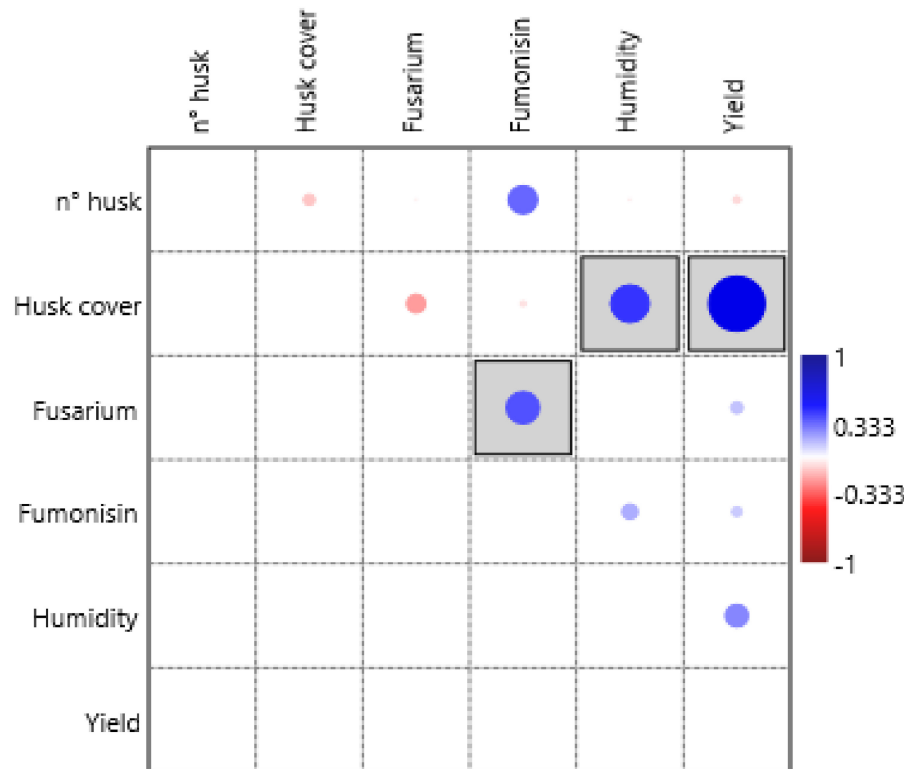 n° husk
Husk cover
Fusarium
Fumonisin
Humidity
Yield
n° husk
Husk cover
Fusarium
Fumonisin
Humidity
Yield
1
0.333
-0.333
-1